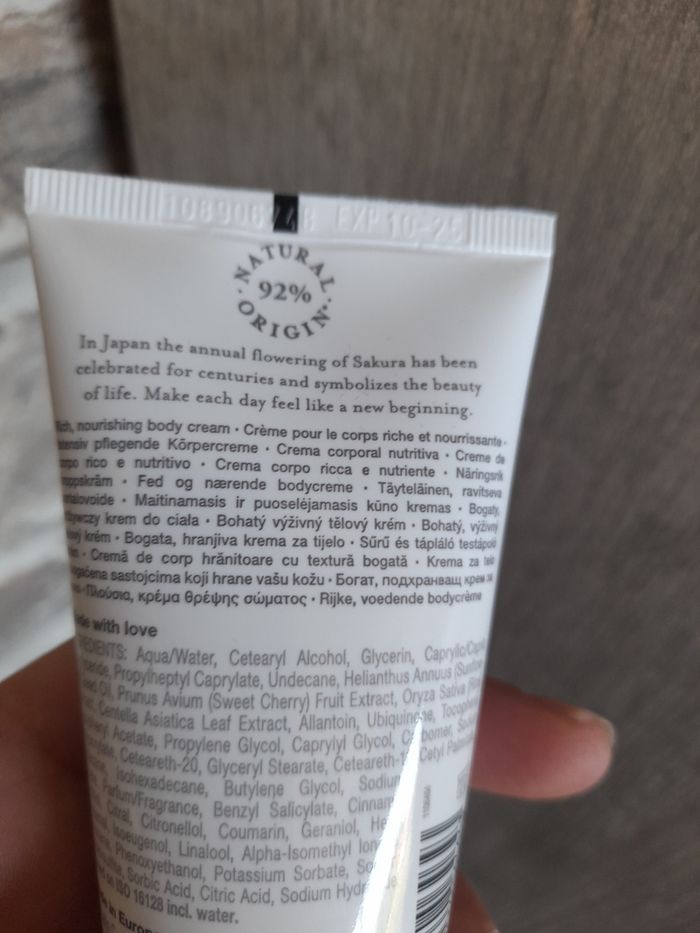 EXP 10-25
NATURAL
92%
ORIGIN
In Japan the annual flowering of Sakura has been
celebrated for centuries and symbolizes the beauty
of life. Make each day feel like a new beginning.
nourishing body cream · Crème pour le corps riche et nourrissante ·
pflegende Körpercreme · Crema corporal nutritiva · Creme de
rico e nutritivo · Crema corpo ricca e nutriente · Näringsrik
· Fed og nærende bodycreme · Täyteläinen, ravitseva
· Maitinamasis ir puoselėjamasis kūno kremas · Bogaty,
krem do ciała · Bohatý výživný tělový krém · Bohatý, výživný
krém · Bogata, hranjiva krema za tijelo · Sűrű és tápláló testápoló
· Cremă de corp hrănitoare cu textură bogată · Krema za telo
sastojcima koji hrane vašu kožu · Богат, подхранващ крем за
· Πλούσια, κρέμα θρέψης σώματος · Rijke, voedende bodycrème
with love
Aqua/Water, Cetearyl Alcohol, Glycerin,
Propylheptyl Caprylate, Undecane, Helianthus Annuus
Oil, Prunus Avium (Sweet Cherry) Fruit Extract, Oryza Sativa
Centella Asiatica Leaf Extract, Allantoin, Ubiquinone,
Acetate, Propylene Glycol, Caprylyl Glycol, Carbomer,
Ceteareth-20, Glyceryl Stearate,
Isohexadecane, Butylene Glycol, Sodium
Parfum/Fragrance, Benzyl Salicylate,
Citral, Citronellol, Coumarin, Geraniol,
Isoeugenol, Linalool, Alpha-Isomethyl
Phenoxyethanol, Potassium Sorbate,
Sorbic Acid, Citric Acid, Sodium
on ISO 16128 incl. water.
in Europe